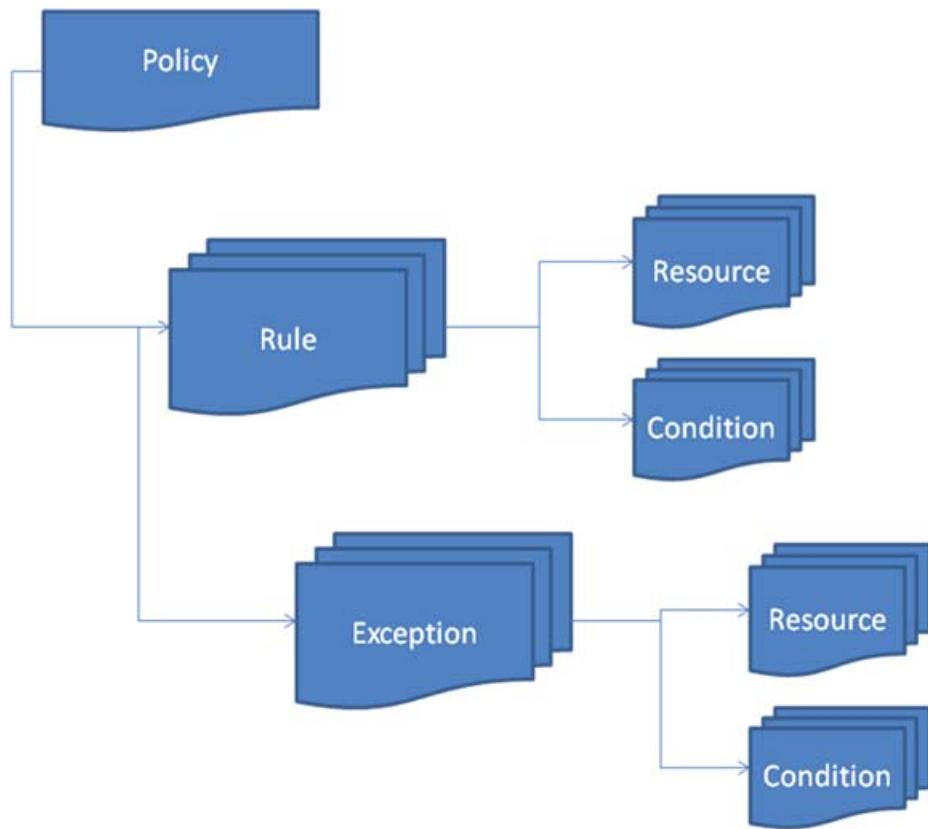 Policy
Rule
Resource
Condition
Exception
Resource
Condition